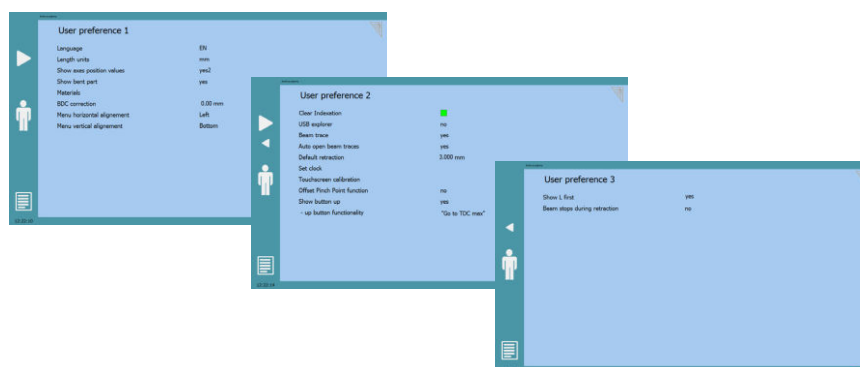 User preference 1
Language EN
Length units mm
Show axes position values yes2
Show bent part yes
Materials
BDC correction 0.00 mm
Menu horizontal alignement Left
Menu vertical alignement Bottom
User preference 2
Clear Indexation
USB explorer no
Beam trace yes
Auto open beam traces yes
Default retraction 3.000 mm
Set clock
Touchscreen calibration
Offset Pinch Point function no
Show button up yes
- up button functionality "Go to TDC max"
User preference 3
Show L first yes
Beam stops during retraction no